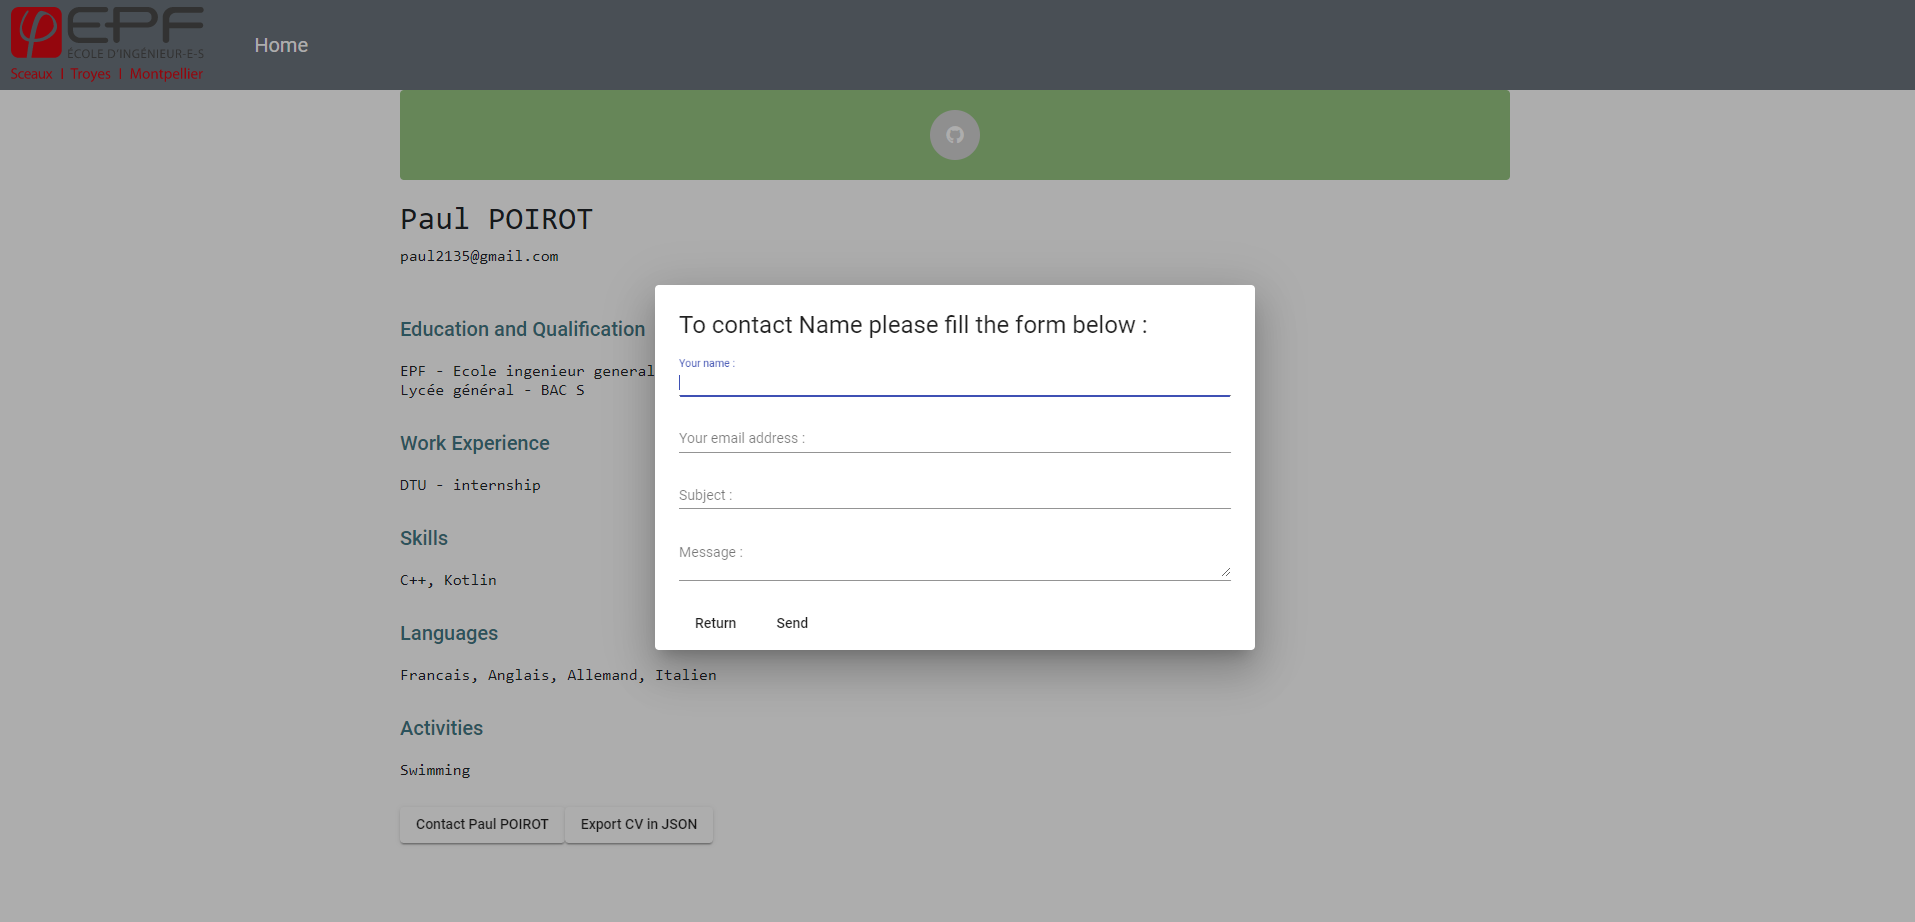 EPF
ÉCOLE D'INGÉNIEUR-E-S
Sceaux | Troyes | Montpellier
Home
Paul POIROT
paul2135@gmail.com
Education and Qualification
EPF - Ecole ingenieur general
Lycée général - BAC S
Work Experience
DTU - internship
Skills
C++, Kotlin
Languages
Francais, Anglais, Allemand, Italien
Activities
Swimming
Contact Paul POIROT
Export CV in JSON
To contact Name please fill the form below :
Your name :
Your email address :
Subject :
Message :
Return
Send